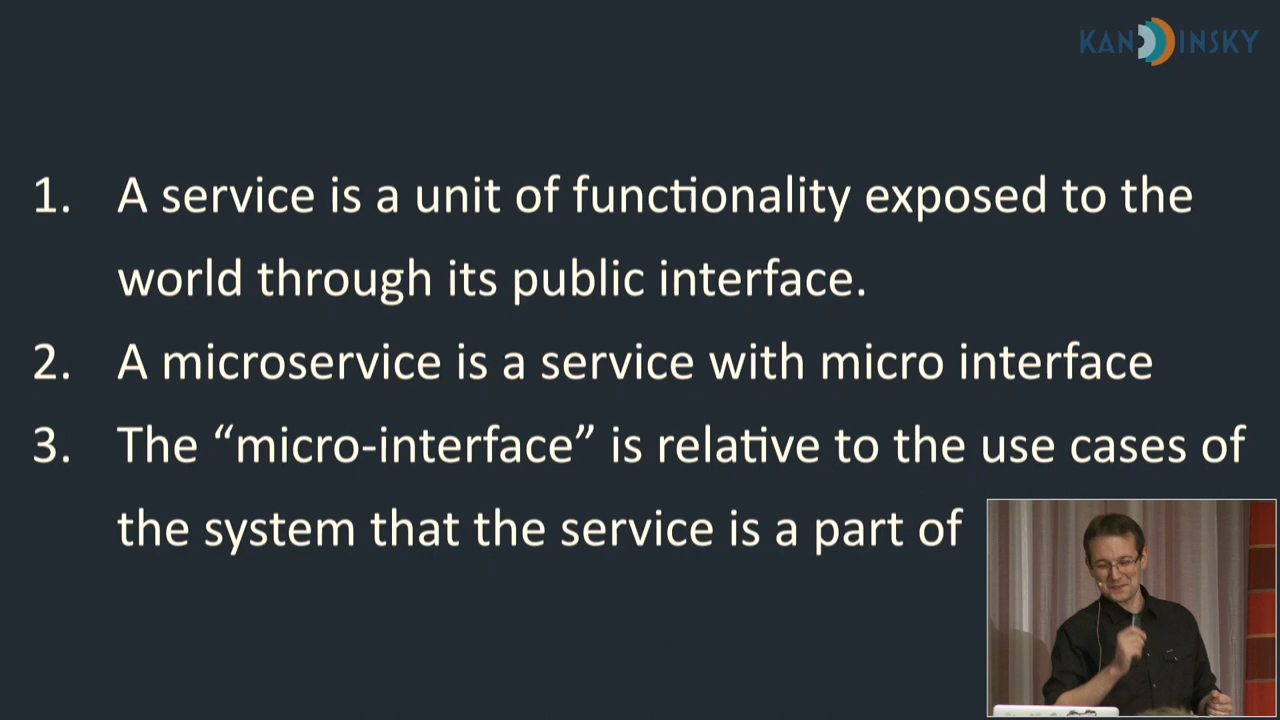 KANDDINSKY
1. A service is a unit of functionality exposed to the
world through its public interface.
2. A microservice is a service with micro interface
3. The “micro-interface” is relative to the use cases of
the system that the service is a part of